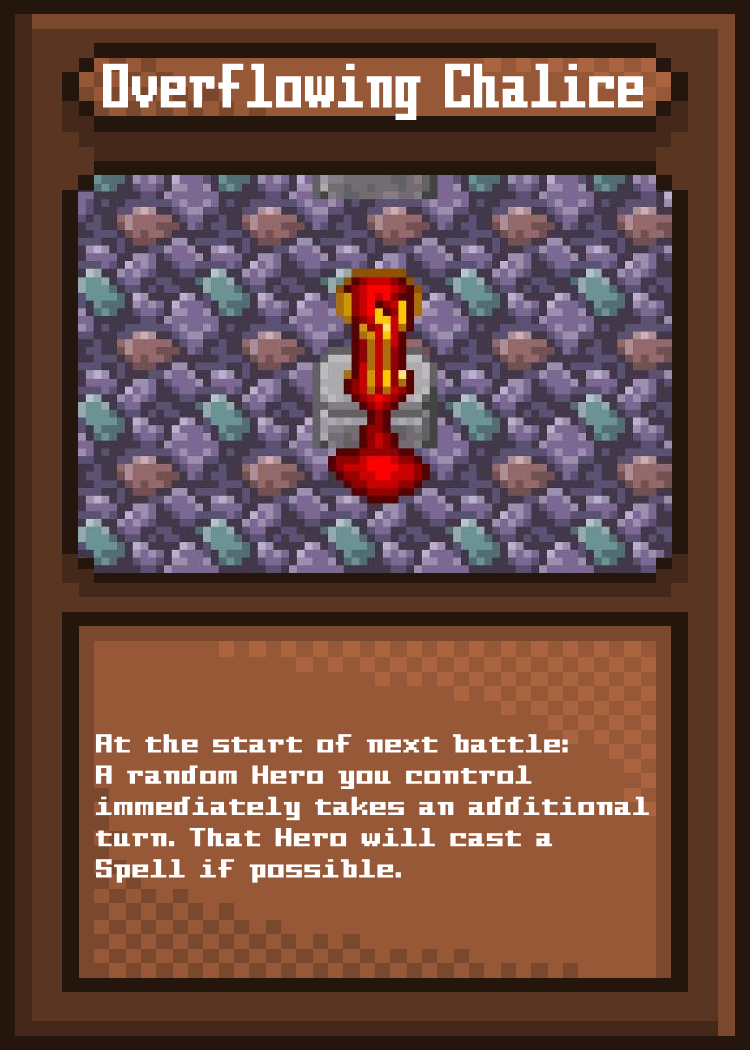 Overflowing Chalice
At the start of next battle:
A random Hero you control
immediately takes an additional
turn. That Hero will cast a
Spell if possible.